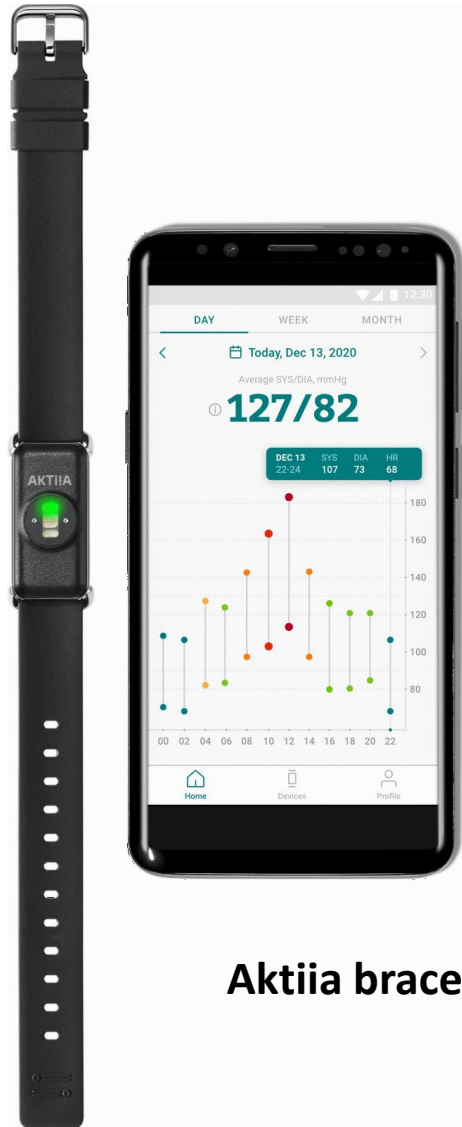 AKTIIA
12:30
DAY WEEK MONTH
Today, Dec 13, 2020
Average SYS/DIA, mmHg
127/82
DEC 13 SYS DIA HR
22-24 107 73 68
180
160
140
120
100
80
00 02 04 06 08 10 12 14 16 18 20 22
Home Devices Profile
Aktiia brace